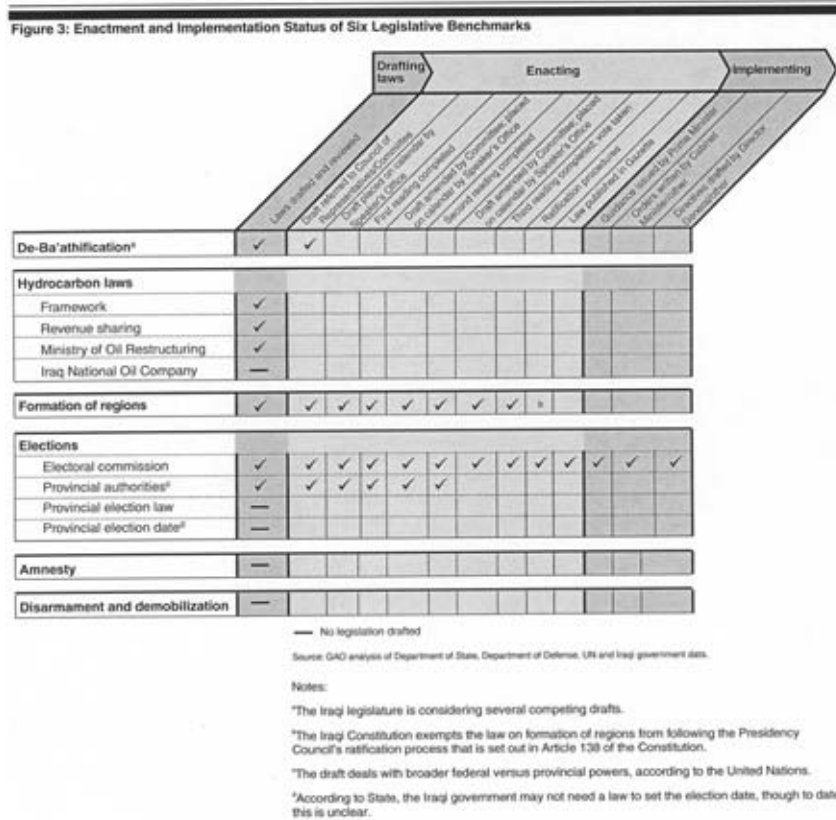 Figure 3: Enactment and Implementation Status of Six Legislative Benchmarks
Drafting laws
Enacting
Implementing
Laws drafted and reviewed
Draft referred to Council of Representatives/Committee
Draft placed on calendar by Speaker's Office
First reading completed
Draft amended by Committee; placed on calendar by Speaker's Office
Second reading completed
Draft amended by Committee; placed on calendar by Speaker's Office
Third reading completed; vote taken
Ratification procedures
Law published in Gazette
Guidance issued by Prime Minister
Orders written by Cabinet Minister/other
Directives drafted by Director General/other
De-Ba'athificationᵃ ✓ ✓
Hydrocarbon laws
Framework ✓
Revenue sharing ✓
Ministry of Oil Restructuring ✓
Iraq National Oil Company —
Formation of regions ✓ ✓ ✓ ✓ ✓ ✓ ✓ ✓
Elections
Electoral commission ✓ ✓ ✓ ✓ ✓ ✓ ✓ ✓ ✓ ✓ ✓ ✓ ✓
Provincial authorities ✓ ✓ ✓ ✓ ✓ ✓
Provincial election law —
Provincial election date —
Amnesty —
Disarmament and demobilization —
— No legislation drafted
Source: GAO analysis of Department of State, Department of Defense, UN and Iraqi government data.
Notes:
The Iraqi legislature is considering several competing drafts.
The Iraqi Constitution exempts the law on formation of regions from following the Presidency
Council's ratification process that is set out in Article 138 of the Constitution.
The draft deals with broader federal versus provincial powers, according to the United Nations.
According to State, the Iraqi government may not need a law to set the election date, though to date
this is unclear.